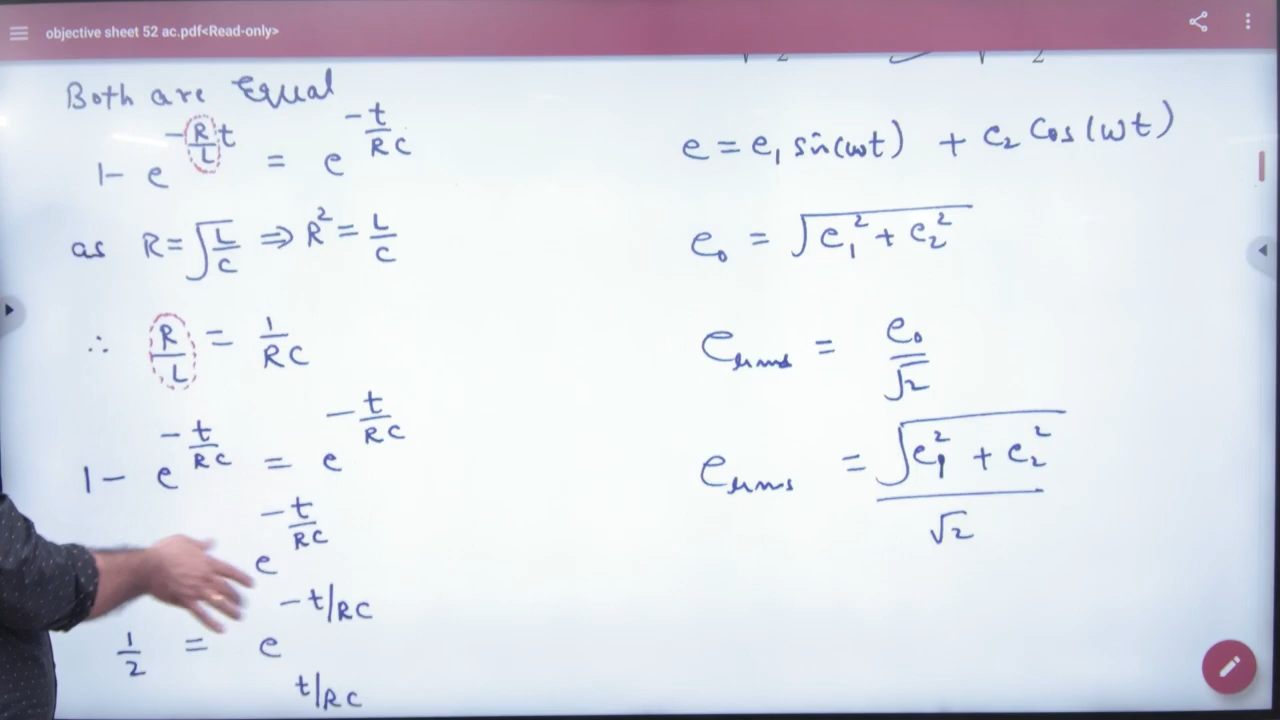 objective sheet 52 ac.pdf<Read-only>
Both are Equal
1 - e^(-R/L t) = e^(-t/RC)
as R = √(L/C) ⇒ R² = L/C
∴ R/L = 1/RC
1 - e^(-t/RC) = e^(-t/RC)
e^(-t/RC)
1/2 = e^(-t/RC)
t/RC
√2 √2
e = e₁ sin(ωt) + e₂ cos(ωt)
e₀ = √(e₁² + e₂²)
e_rms = e₀/√2
e_rms = √(e₁² + e₂²)/√2